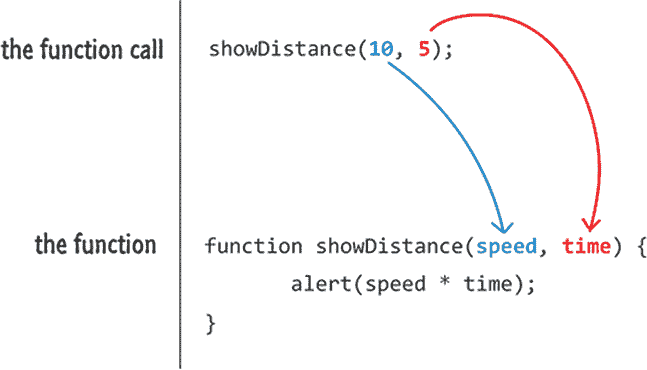 the function call showDistance(10, 5);
the function function showDistance(speed, time) {
alert(speed * time);
}